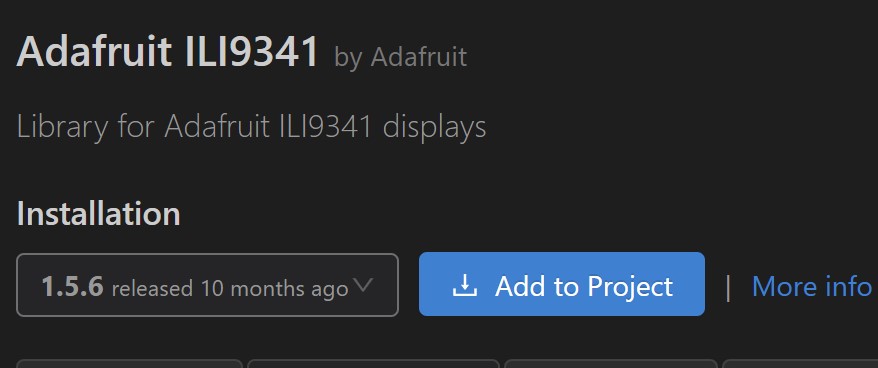 Adafruit ILI9341 by Adafruit
Library for Adafruit ILI9341 displays
Installation
1.5.6 released 10 months ago Add to Project | More info